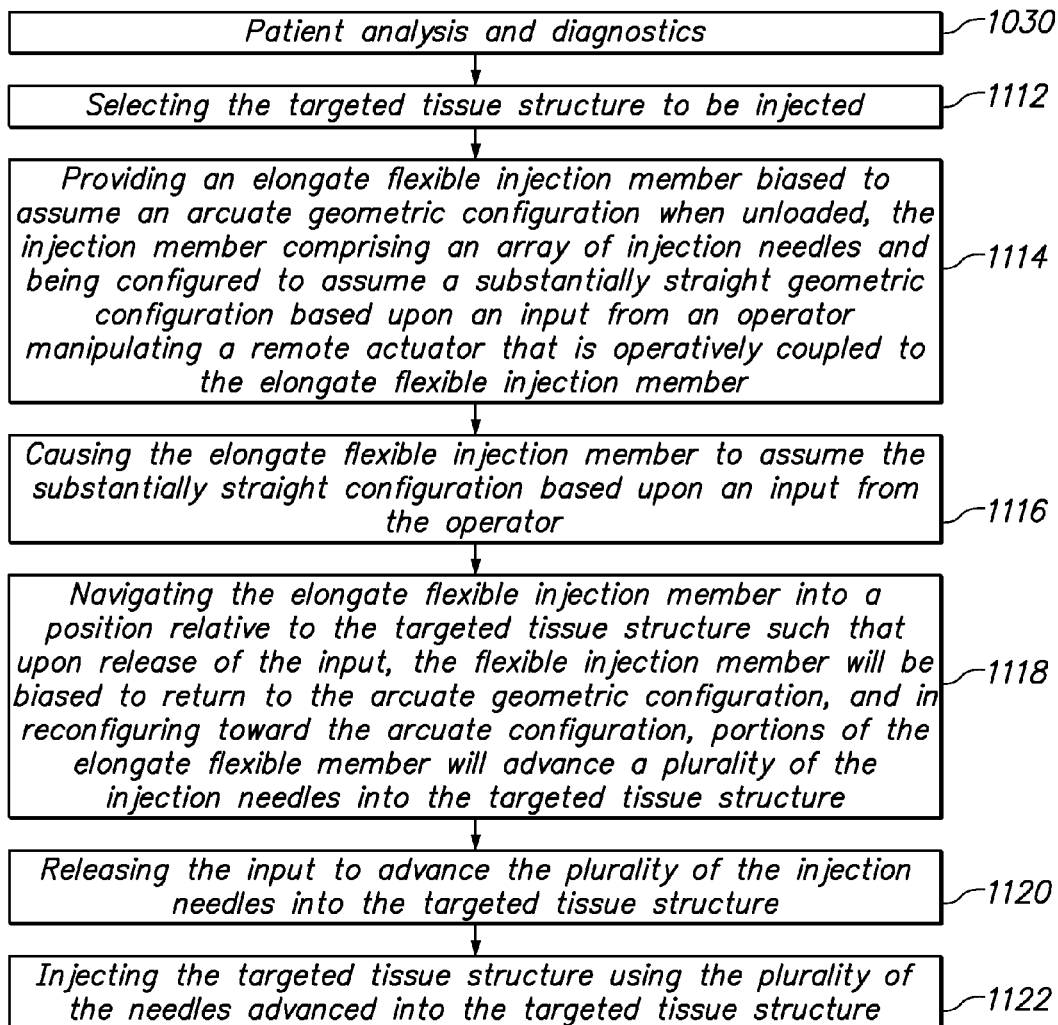 Patient analysis and diagnostics
1030
Selecting the targeted tissue structure to be injected
1112
Providing an elongate flexible injection member biased to
assume an arcuate geometric configuration when unloaded, the
injection member comprising an array of injection needles and
being configured to assume a substantially straight geometric
configuration based upon an input from an operator
manipulating a remote actuator that is operatively coupled to
the elongate flexible injection member
1114
Causing the elongate flexible injection member to assume the
substantially straight configuration based upon an input from
the operator
1116
Navigating the elongate flexible injection member into a
position relative to the targeted tissue structure such that
upon release of the input, the flexible injection member will be
biased to return to the arcuate geometric configuration, and in
reconfiguring toward the arcuate configuration, portions of the
elongate flexible member will advance a plurality of the
injection needles into the targeted tissue structure
1118
Releasing the input to advance the plurality of the injection
needles into the targeted tissue structure
1120
Injecting the targeted tissue structure using the plurality of
the needles advanced into the targeted tissue structure
1122